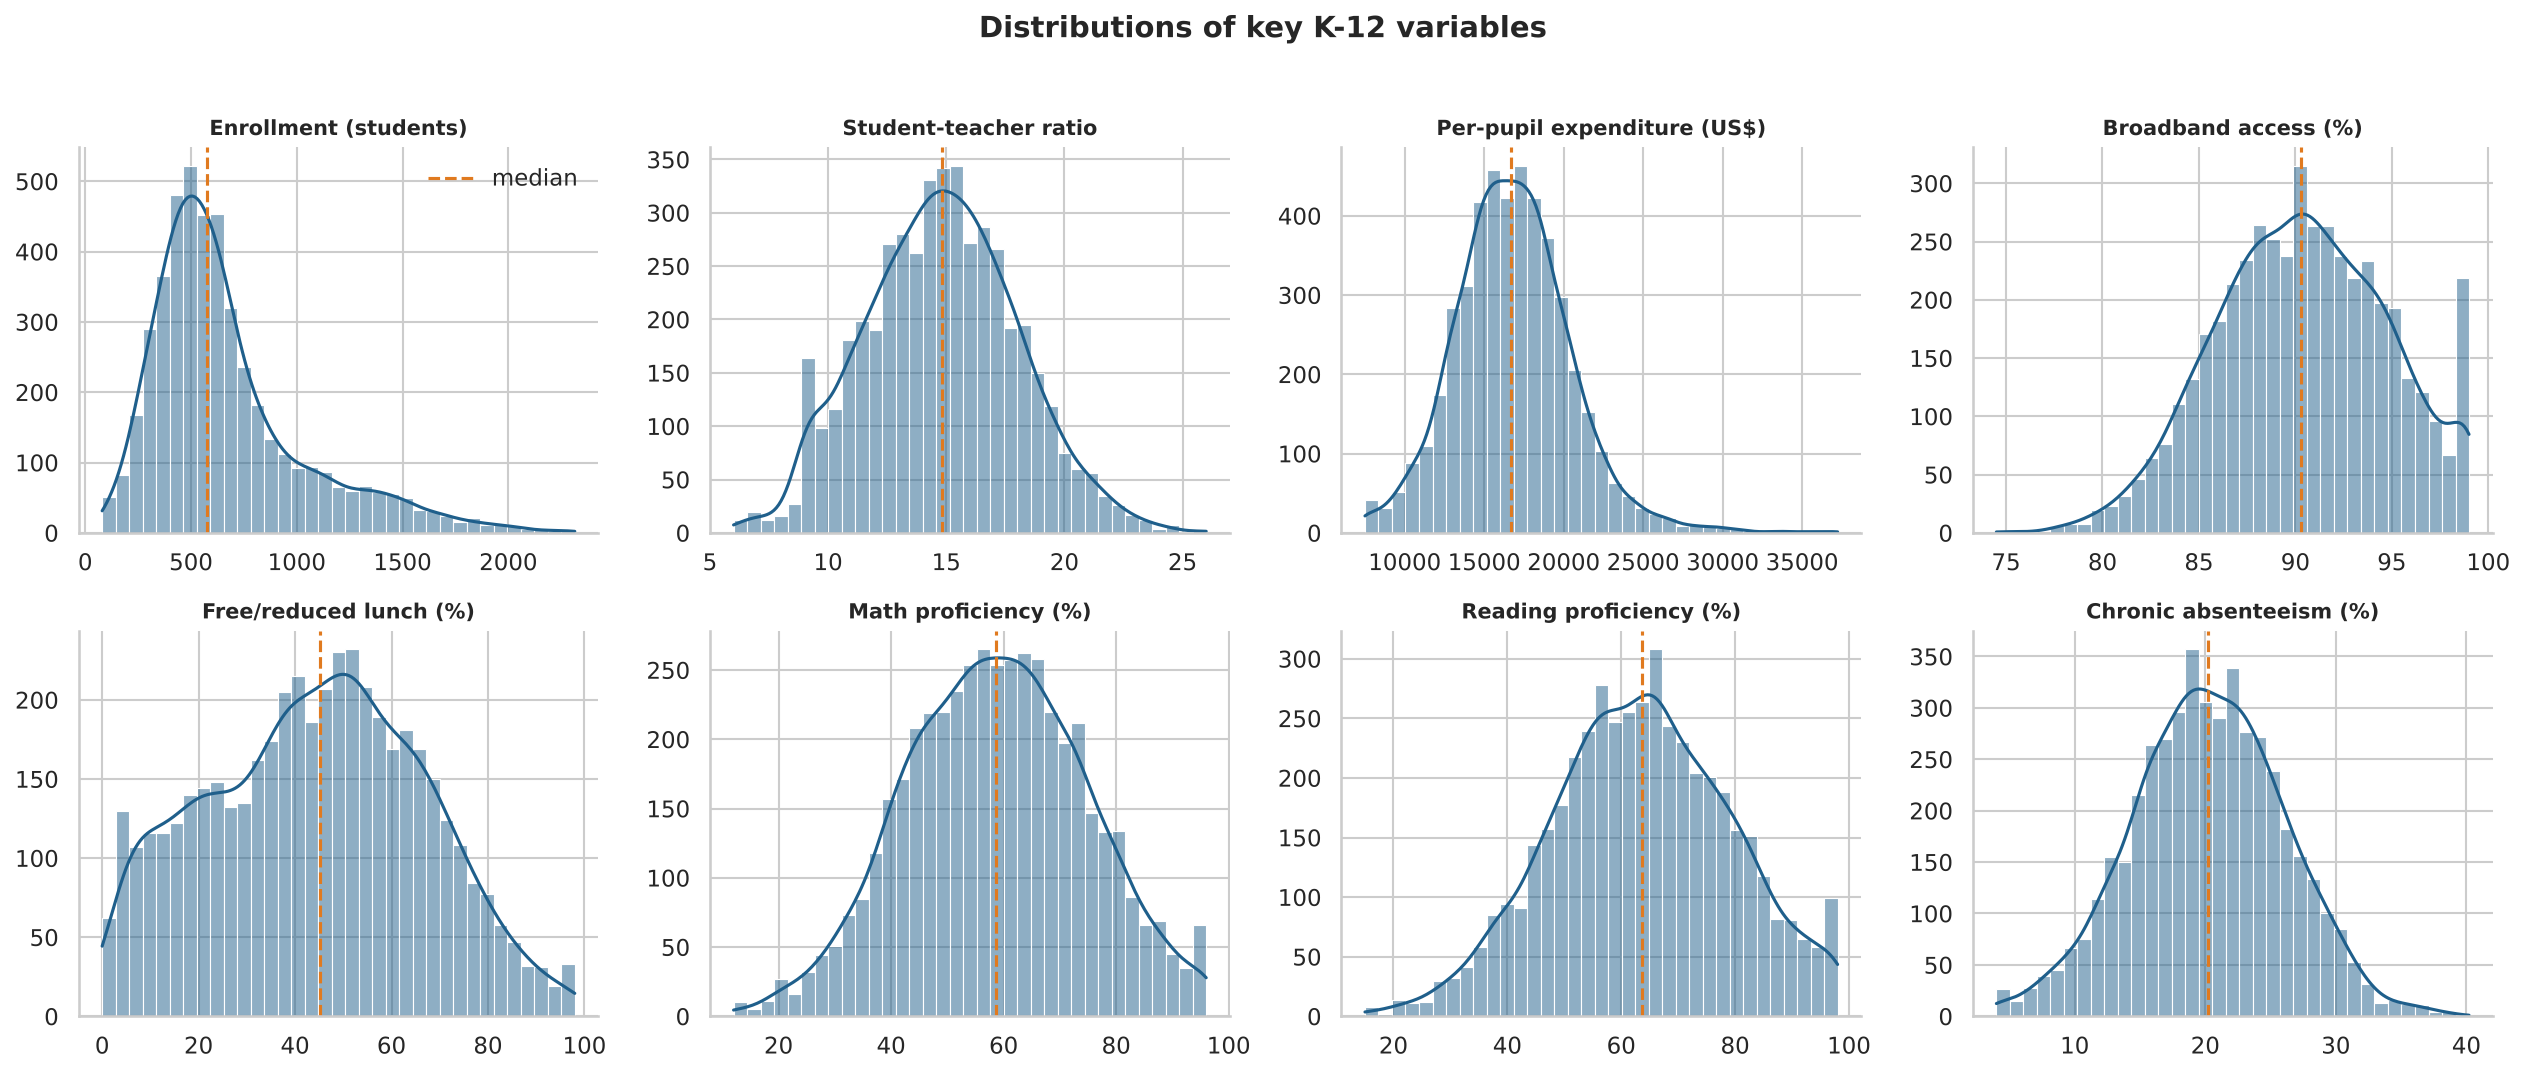 Distributions of key K-12 variables
Enrollment (students)
Student-teacher ratio
Per-pupil expenditure (US$)
Broadband access (%)
median
500
400
300
200
100
0
0 500 1000 1500 2000
350
300
250
200
150
100
50
0
5 10 15 20 25
400
300
200
100
0
10000 15000 20000 25000 30000 35000
300
250
200
150
100
50
0
75 80 85 90 95 100
Free/reduced lunch (%)
Math proficiency (%)
Reading proficiency (%)
Chronic absenteeism (%)
200
150
100
50
0
0 20 40 60 80 100
250
200
150
100
50
0
20 40 60 80 100
300
250
200
150
100
50
0
20 40 60 80 100
350
300
250
200
150
100
50
0
10 20 30 40